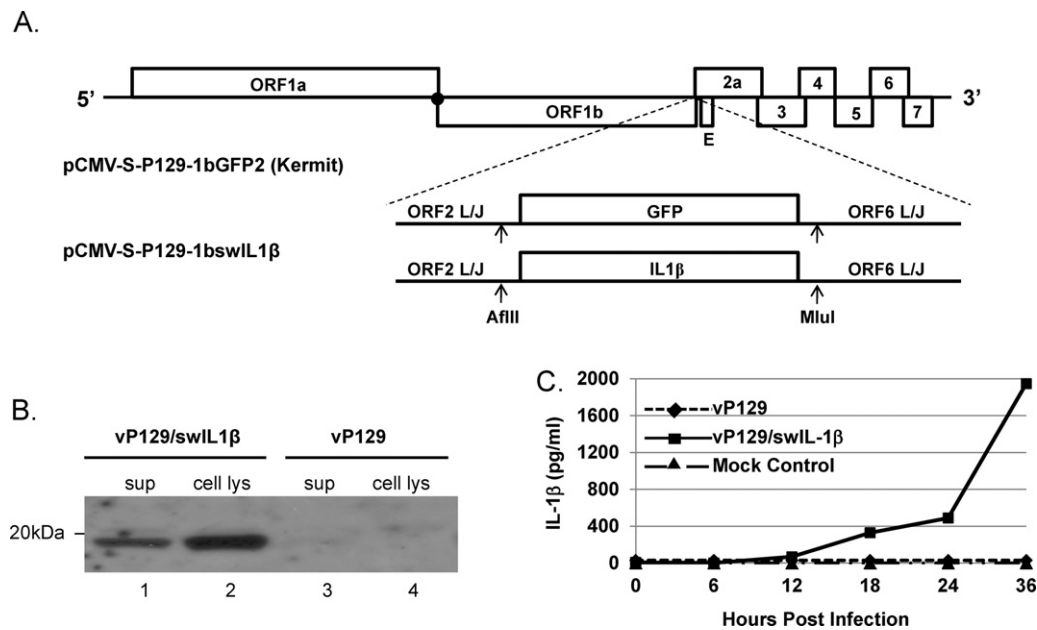 A.
5’
ORF1a
ORF1b
2a
E
3
4
5
6
7
3’
pCMV-S-P129-1bGFP2 (Kermit)
ORF2 L/J
GFP
ORF6 L/J
pCMV-S-P129-1bswIL1β
ORF2 L/J
IL1β
ORF6 L/J
AflII
MluI
B.
vP129/swIL1β
vP129
sup
cell lys
sup
cell lys
20kDa
1
2
3
4
C.
2000
1600
1200
800
400
0
IL-1β (pg/ml)
vP129
vP129/swIL-1β
Mock Control
0
6
12
18
24
36
Hours Post Infection